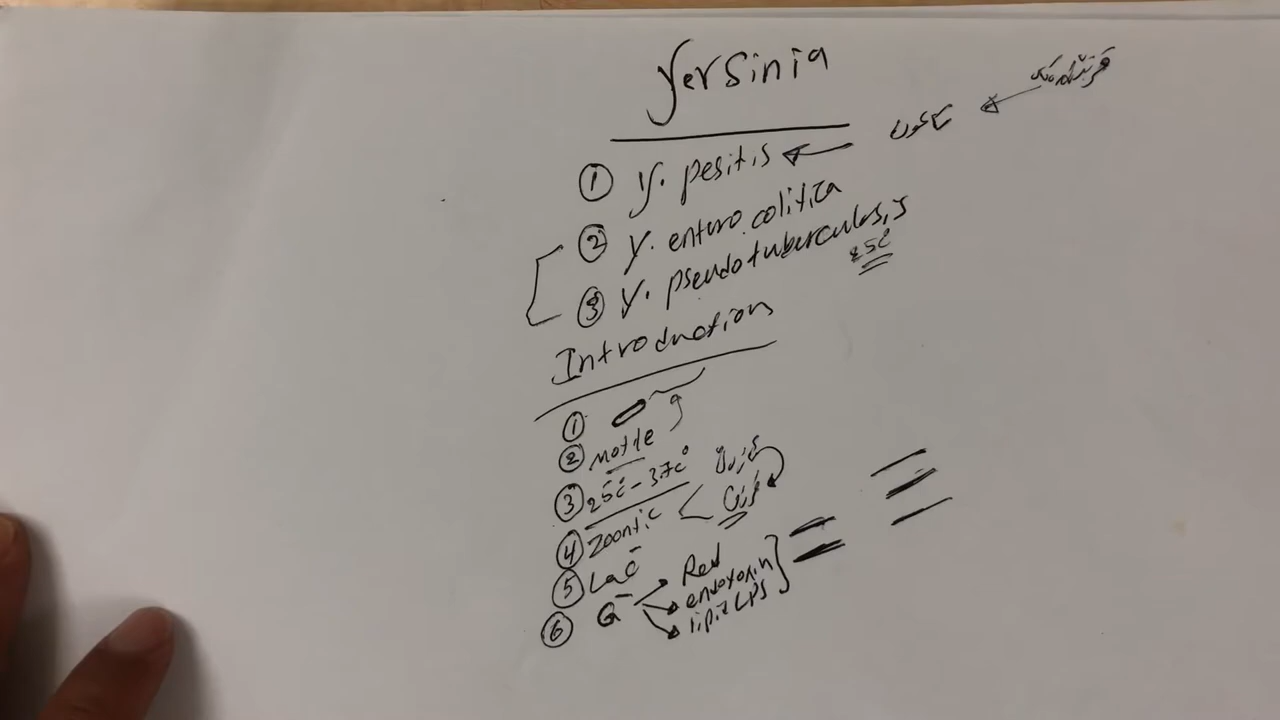 Yersinia
① Y. pesitis ←
② Y. entero.colitica
③ Y. pseudotuberculosis
25c°
Introduction
①
② motile
③ 25c° - 37c°
④ Zoontic
⑤ Lac⁻
⑥ G⁻ → Red
→ endotoxin
→ lipid LPS